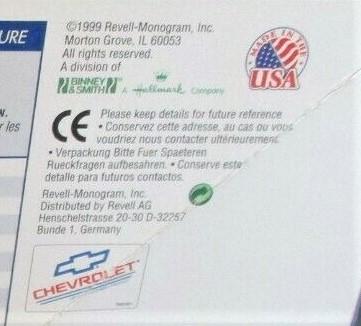 URE
©1999 Revell-Monogram, Inc.
Morton Grove, IL 60053
All rights reserved.
A division of
BINNEY
&SMITH A Hallmark Company
MADE IN THE
USA
N.
r les
CE Please keep details for future reference
• Conservez cette adresse, au cas ou vous
voudriez nous contacter ultérieurement.
• Verpackung Bitte Fuer Spaeteren
Rueckfragen aufbesahren. • Conserve este
detalle para futuros contactos.
Revell-Monogram, Inc.
Distributed by Revell AG
Henschelstrasse 20-30 D-32257
Bunde 1, Germany
CHEVROLET